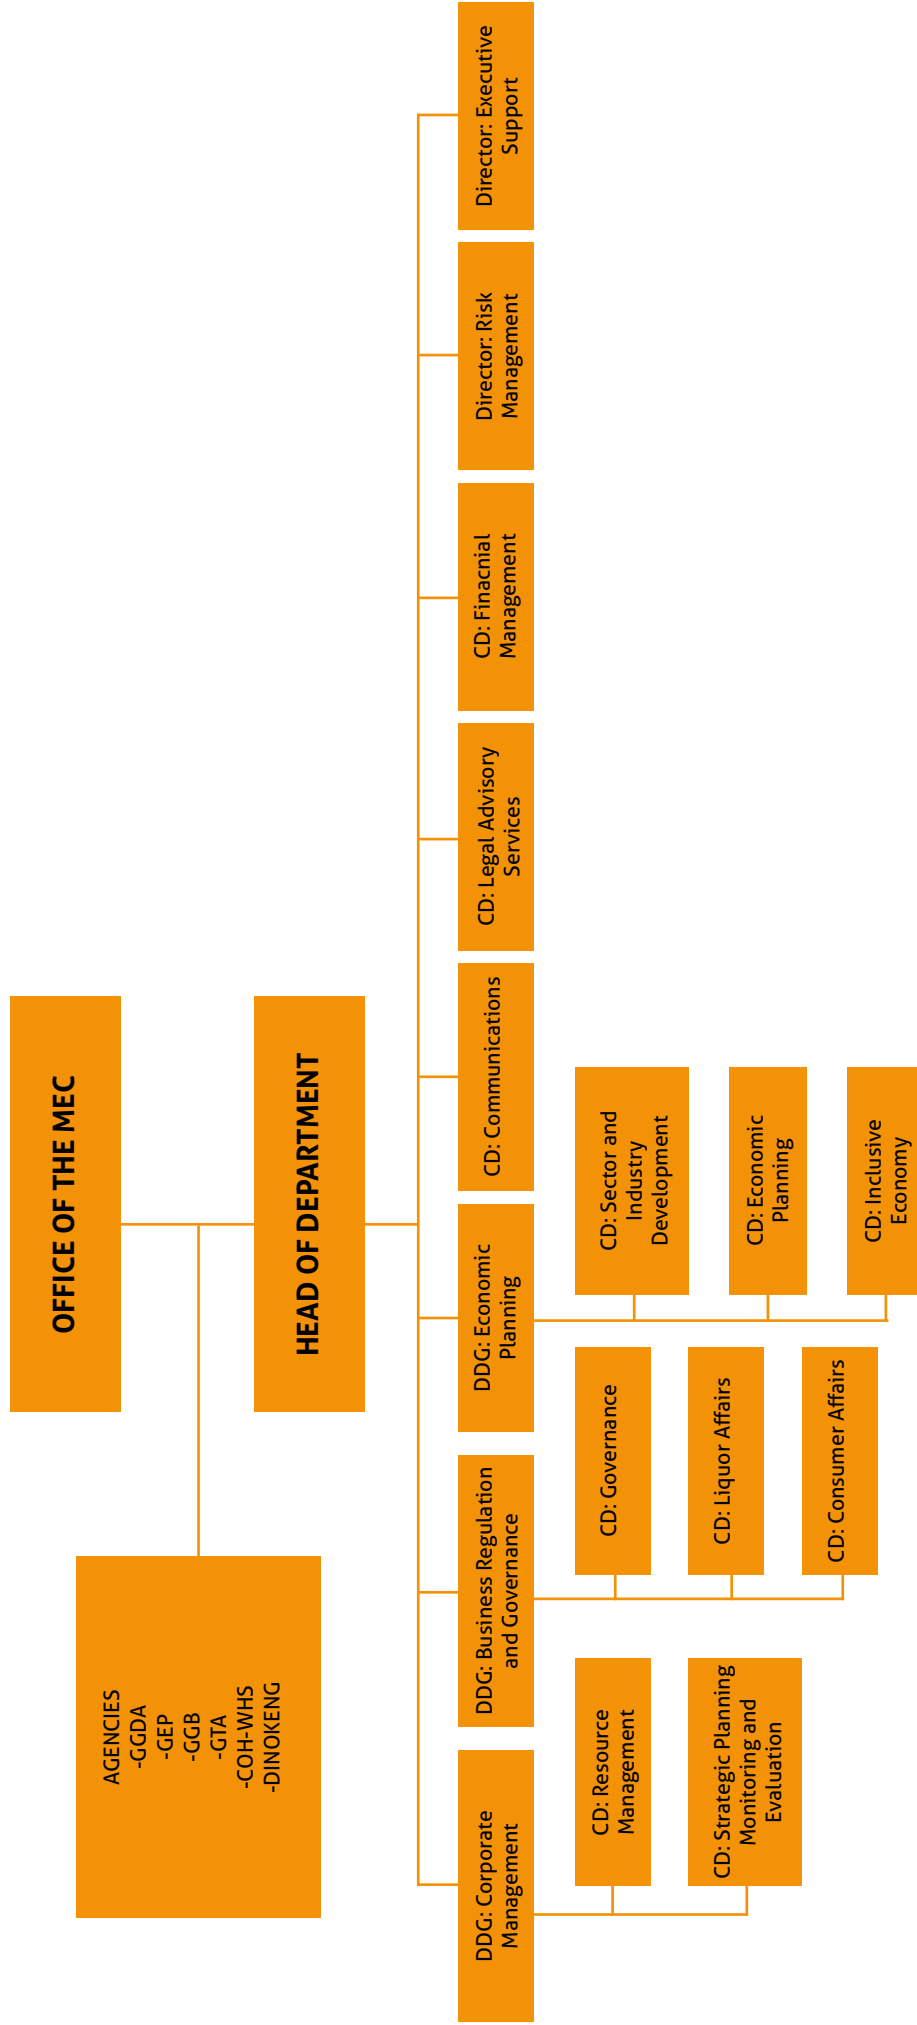 OFFICE OF THE MEC
AGENCIES
-GGDA
-GEP
-GGB
-GTA
-COH-WHS
-DINOKENG
HEAD OF DEPARTMENT
DDG: Corporate
Management
DDG: Business Regulation
and Governance
DDG: Economic
Planning
CD: Communications
CD: Legal Advisory
Services
CD: Finacnial
Management
Director: Risk
Management
Director: Executive
Support
CD: Resource
Management
CD: Strategic Planning
Monitoring and
Evaluation
CD: Governance
CD: Liquor Affairs
CD: Consumer Affairs
CD: Sector and
Industry
Development
CD: Economic
Planning
CD: Inclusive
Economy